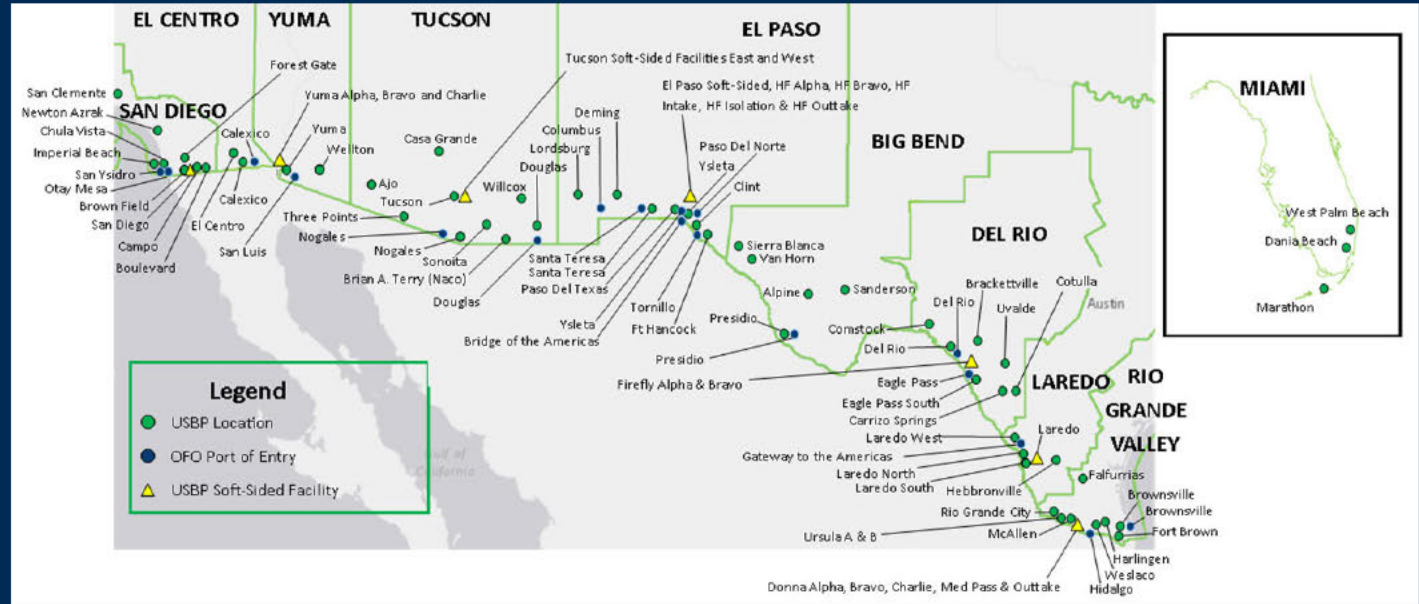 EL CENTRO
YUMA
TUCSON
EL PASO
Forest Gate
Tucson Soft-Sided Facilities East and West
San Clemente
SAN DIEGO
Yuma Alpha, Bravo and Charlie
El Paso Soft-Sided, HF Alpha, HF Bravo, HF
Intake, HF Isolation & HF Outtake
MIAMI
Newton Azrak
Chula Vista
Calexico
Yuma
Casa Grande
Deming
Columbus
Lordsburg
Douglas
BIG BEND
Paso Del Norte
Ysleta
Clint
Imperial Beach
Wellton
San Ysidro
Otay Mesa
Ajo
Tucson
Willcox
Brown Field
San Diego
Calexico
El Centro
Three Points
Campo
Boulevard
San Luis
Nogales
Nogales
Sonoita
Brian A. Terry (Naco)
Douglas
Santa Teresa
Santa Teresa
Paso Del Texas
Sierra Blanca
Van Horn
DEL RIO
West Palm Beach
Dania Beach
Marathon
Ysleta
Bridge of the Americas
Tornillo
Ft Hancock
Alpine
Sanderson
Brackettville
Cotulla
Del Rio
Uvalde
Austin
Presidio
Presidio
Comstock
Del Rio
Firefly Alpha & Bravo
Eagle Pass
Eagle Pass South
Carrizo Springs
LAREDO
RIO
GRANDE
VALLEY
Legend
USBP Location
OFO Port of Entry
USBP Soft-Sided Facility
Gulf of
California
Laredo West
Laredo
Gateway to the Americas
Laredo North
Laredo South
Hebbronville
Falfurrias
Rio Grande City
Brownsville
Brownsville
Ursula A & B
McAllen
Fort Brown
Harlingen
Weslaco
Donna Alpha, Bravo, Charlie, Med Pass & Outtake
Hidalgo